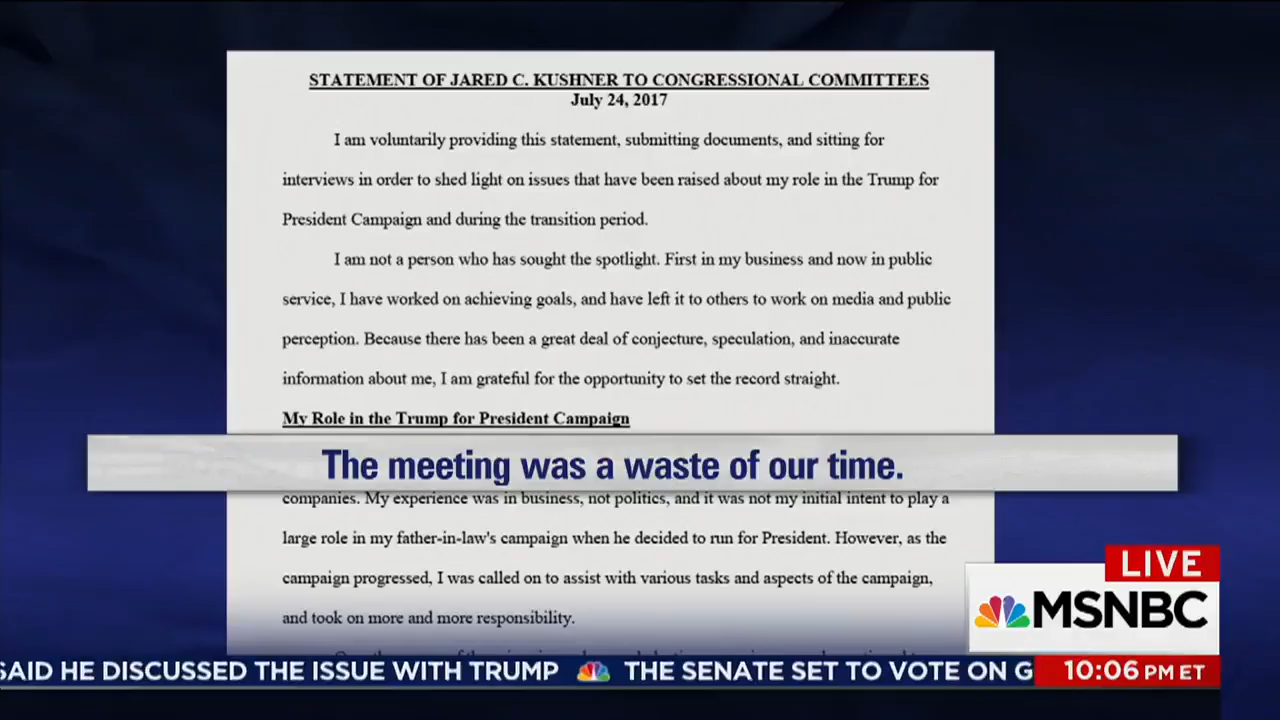 STATEMENT OF JARED C. KUSHNER TO CONGRESSIONAL COMMITTEES
July 24, 2017
I am voluntarily providing this statement, submitting documents, and sitting for
interviews in order to shed light on issues that have been raised about my role in the Trump for
President Campaign and during the transition period.
I am not a person who has sought the spotlight. First in my business and now in public
service, I have worked on achieving goals, and have left it to others to work on media and public
perception. Because there has been a great deal of conjecture, speculation, and inaccurate
information about me, I am grateful for the opportunity to set the record straight.
My Role in the Trump for President Campaign
The meeting was a waste of our time.
companies. My experience was in business, not politics, and it was not my initial intent to play a
large role in my father-in-law's campaign when he decided to run for President. However, as the
campaign progressed, I was called on to assist with various tasks and aspects of the campaign,
and took on more and more responsibility.
LIVE
MSNBC
SAID HE DISCUSSED THE ISSUE WITH TRUMP THE SENATE SET TO VOTE ON G
10:06 PM ET